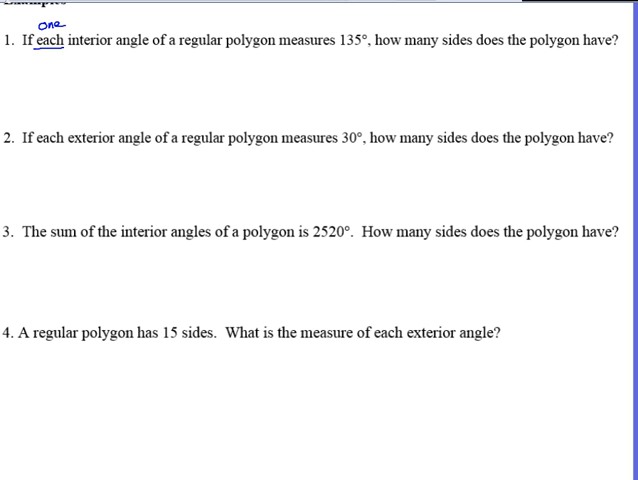 one
1. If each interior angle of a regular polygon measures 135°, how many sides does the polygon have?
2. If each exterior angle of a regular polygon measures 30°, how many sides does the polygon have?
3. The sum of the interior angles of a polygon is 2520°. How many sides does the polygon have?
4. A regular polygon has 15 sides. What is the measure of each exterior angle?